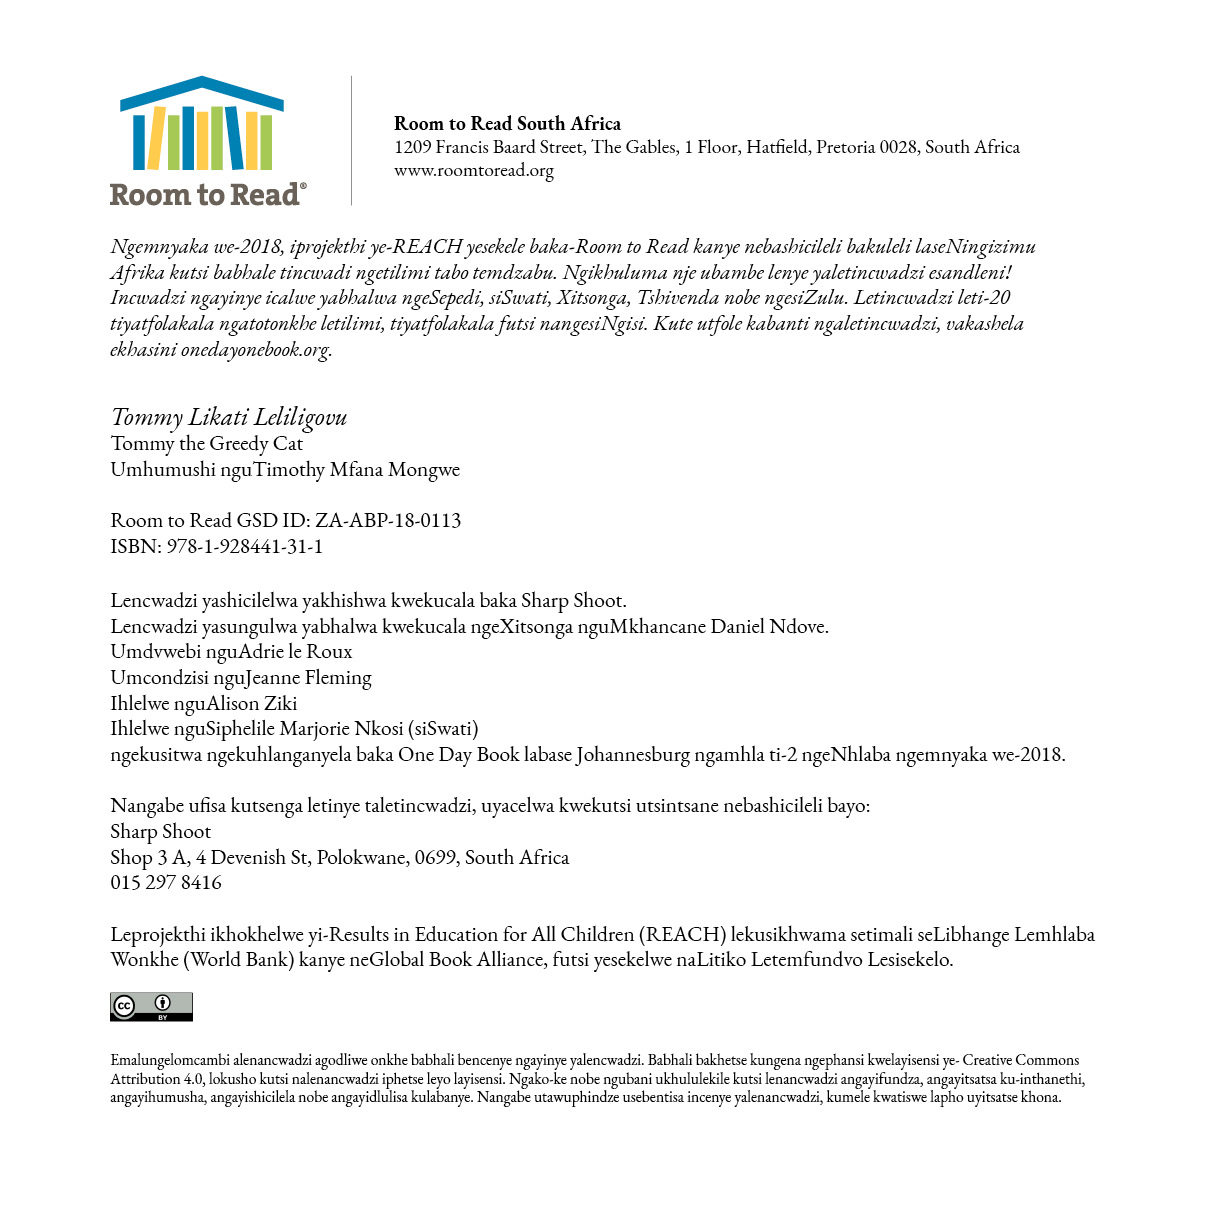 Room to Read®
Room to Read South Africa
1209 Francis Baard Street, The Gables, 1 Floor, Hatfield, Pretoria 0028, South Africa
www.roomtoread.org
Ngemnyaka we-2018, iprojekthi ye-REACH yesekele baka-Room to Read kanye nebashicileli bakuleli laseNingizimu
Afrika kutsi babhale tincwadi ngetilimi tabo temdzabu. Ngikhuluma nje ubambe lenye yaletincwadzi esandleni!
Incwadzi ngayinye icalwe yabhalwa ngeSepedi, siSwati, Xitsonga, Tshivenda nobe ngesiZulu. Letincwadzi leti-20
tiyatfolakala ngatotonkhe letilimi, tiyatfolakala futsi nangesiNgisi. Kute utfole kabanti ngaletincwadzi, vakashela
ekhasini onedayonebook.org.
Tommy Likati Leliligovu
Tommy the Greedy Cat
Umhumushi nguTimothy Mfana Mongwe
Room to Read GSD ID: ZA-ABP-18-0113
ISBN: 978-1-928441-31-1
Lencwadzi yashicilelwa yakhishwa kwekucala baka Sharp Shoot.
Lencwadzi yasungulwa yabhalwa kwekucala ngeXitsonga nguMkhancane Daniel Ndove.
Umdvwebi nguAdrie le Roux
Umcondzisi nguJeanne Fleming
Ihlelwe nguAlison Ziki
Ihlelwe nguSiphelile Marjorie Nkosi (siSwati)
ngekusitwa ngekuhlanganyela baka One Day Book labase Johannesburg ngamhla ti-2 ngeNhlaba ngemnyaka we-2018.
Nangabe ufisa kutsenga letinye taletincwadzi, uyacelwa kwekutsi utsintsane nebashicileli bayo:
Sharp Shoot
Shop 3 A, 4 Devenish St, Polokwane, 0699, South Africa
015 297 8416
Leprojekthi ikhokhelwe yi-Results in Education for All Children (REACH) lekusikhwama setimali seLibhange Lemhlaba
Wonkhe (World Bank) kanye neGlobal Book Alliance, futsi yesekelwe naLitiko Letemfundvo Lesisekelo.
cc BY
Emalungelomcambi alenancwadzi agodliwe onkhe babhali bencenye ngayinye yalencwadzi. Babhali bakhetse kungena ngephansi kwelayisensi ye- Creative Commons
Attribution 4.0, lokusho kutsi nalenancwadzi iphetse leyo layisensi. Ngako-ke nobe ngubani ukhululekile kutsi lenancwadzi angayifundza, angayitsatsa ku-inthanethi,
angayihumusha, angayishicilela nobe angayidlulisa kulabanye. Nangabe utawuphindze usebentisa incenye yalenancwadzi, kumele kwatiswe lapho uyitsatse khona.